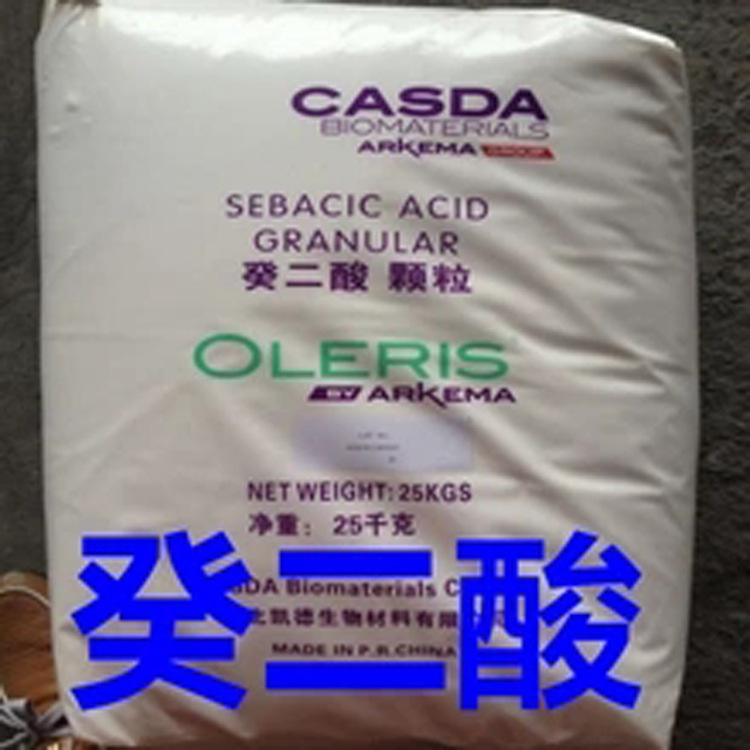 CASDA
BIOMATERIALS
ARKEMA GROUP
SEBACIC ACID
GRANULAR
癸二酸 颗粒
OLERIS
BY ARKEMA
NET WEIGHT: 25KGS
净重： 25千克
癸二酸
DA Biomaterials C
凯德生物材料有限
MADE IN P.R.CHINA